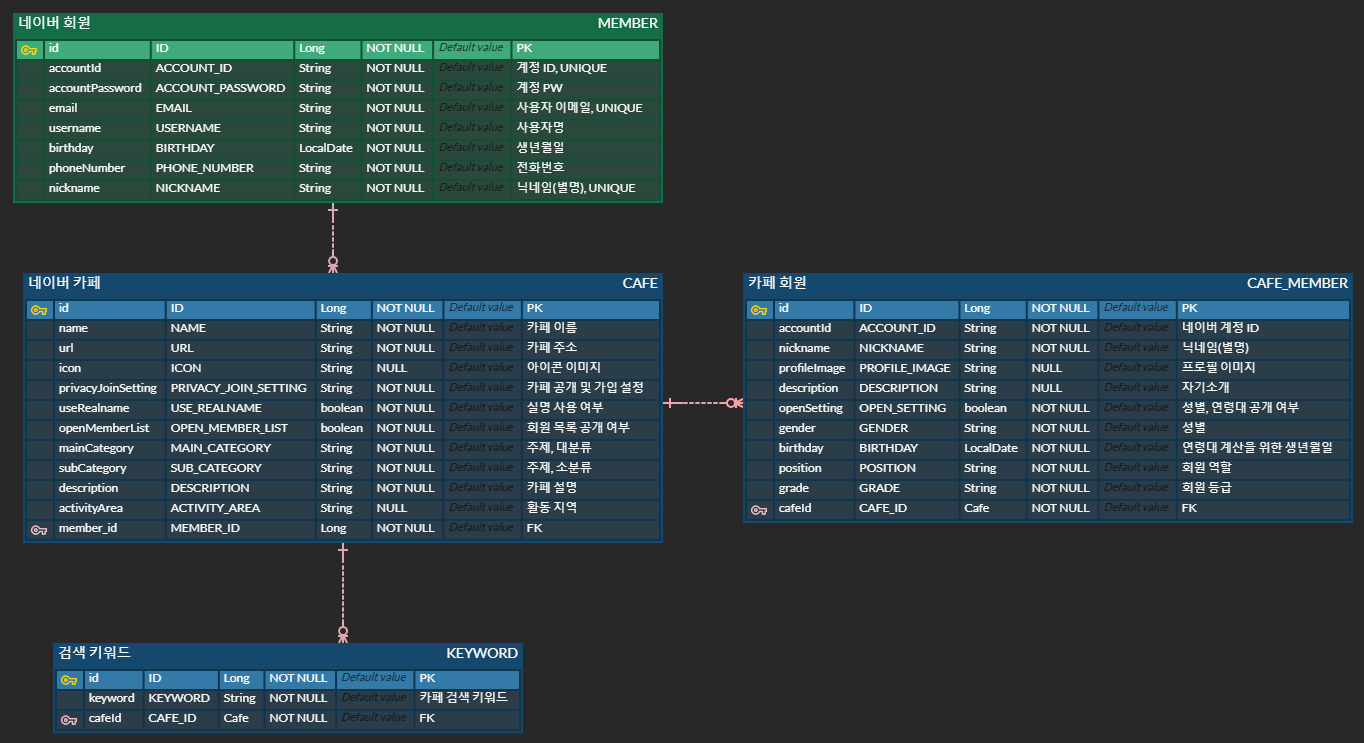 네이버 회원 MEMBER
id ID Long NOT NULL Default value PK
accountId ACCOUNT_ID String NOT NULL Default value 계정 ID, UNIQUE
accountPassword ACCOUNT_PASSWORD String NOT NULL Default value 계정 PW
email EMAIL String NOT NULL Default value 사용자 이메일, UNIQUE
username USERNAME String NOT NULL Default value 사용자명
birthday BIRTHDAY LocalDate NOT NULL Default value 생년월일
phoneNumber PHONE_NUMBER String NOT NULL Default value 전화번호
nickname NICKNAME String NOT NULL Default value 닉네임(별명), UNIQUE
네이버 카페 CAFE
id ID Long NOT NULL Default value PK
name NAME String NOT NULL Default value 카페 이름
url URL String NOT NULL Default value 카페 주소
icon ICON String NULL Default value 아이콘 이미지
privacyJoinSetting PRIVACY_JOIN_SETTING String NOT NULL Default value 카페 공개 및 가입 설정
useRealname USE_REALNAME boolean NOT NULL Default value 실명 사용 여부
openMemberList OPEN_MEMBER_LIST boolean NOT NULL Default value 회원 목록 공개 여부
mainCategory MAIN_CATEGORY String NOT NULL Default value 주제, 대분류
subCategory SUB_CATEGORY String NOT NULL Default value 주제, 소분류
description DESCRIPTION String NOT NULL Default value 카페 설명
activityArea ACTIVITY_AREA String NULL Default value 활동 지역
member_id MEMBER_ID Long NOT NULL Default value FK
카페 회원 CAFE_MEMBER
id ID Long NOT NULL Default value PK
accountId ACCOUNT_ID String NOT NULL Default value 네이버 계정 ID
nickname NICKNAME String NOT NULL Default value 닉네임(별명)
profileImage PROFILE_IMAGE String NULL Default value 프로필 이미지
description DESCRIPTION String NULL Default value 자기소개
openSetting OPEN_SETTING boolean NOT NULL Default value 성별, 연령대 공개 여부
gender GENDER String NOT NULL Default value 성별
birthday BIRTHDAY LocalDate NOT NULL Default value 연령대 계산을 위한 생년월일
position POSITION String NOT NULL Default value 회원 역할
grade GRADE String NOT NULL Default value 회원 등급
cafeId CAFE_ID Cafe NOT NULL Default value FK
검색 키워드 KEYWORD
id ID Long NOT NULL Default value PK
keyword KEYWORD String NOT NULL Default value 카페 검색 키워드
cafeId CAFE_ID Cafe NOT NULL Default value FK